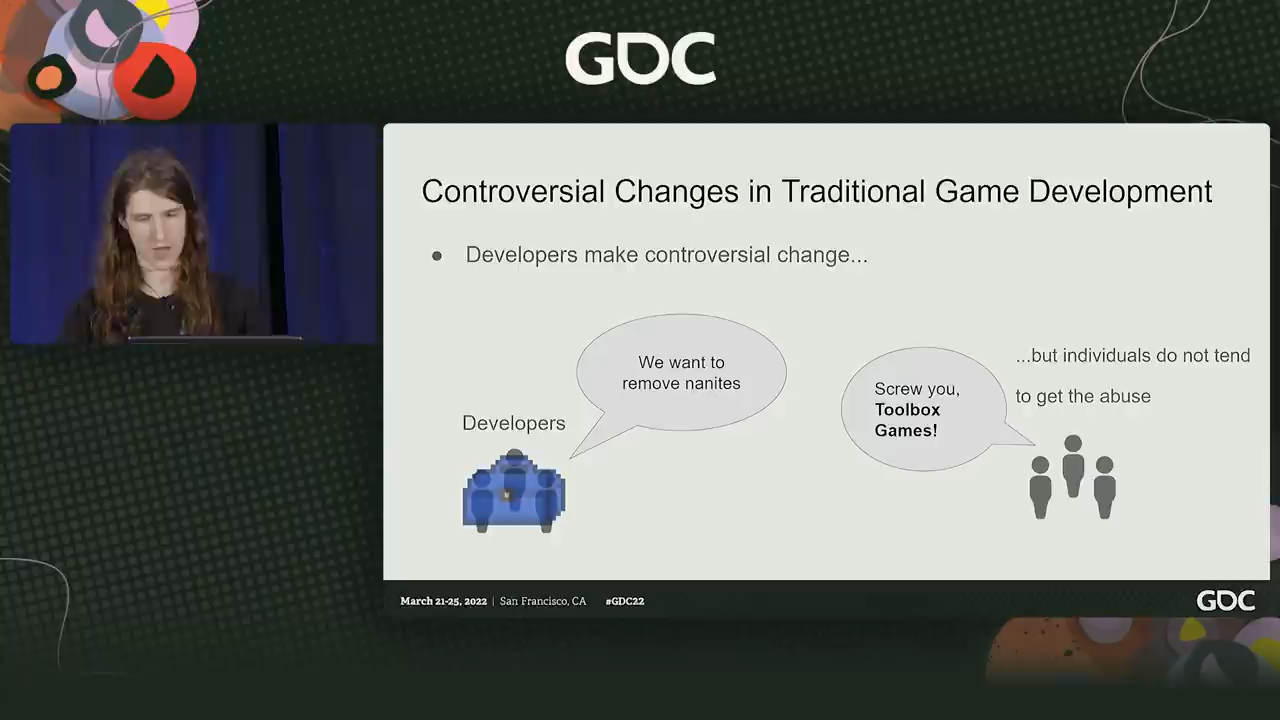 GDC
Controversial Changes in Traditional Game Development
● Developers make controversial change...
We want to
remove nanites
Developers
Screw you,
Toolbox
Games!
...but individuals do not tend
to get the abuse
March 21-25, 2022 | San Francisco, CA #GDC22
GDC